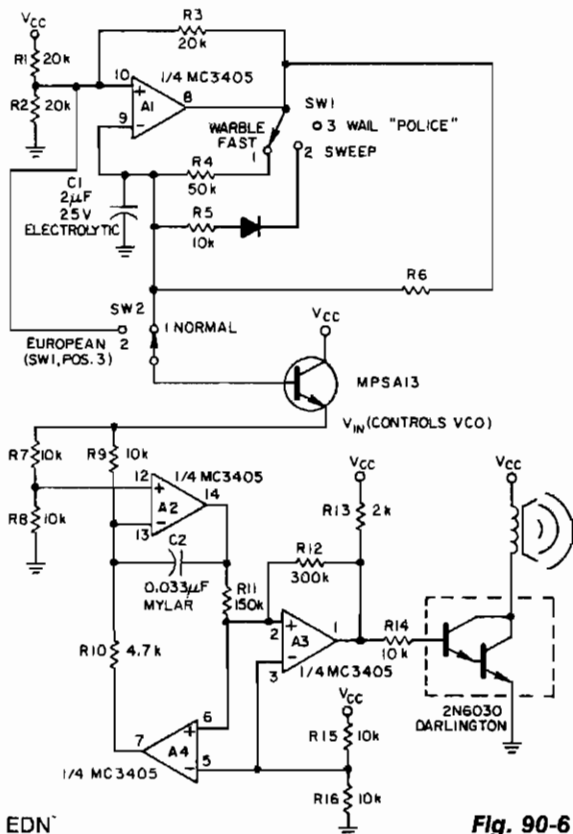 VCC
R1 20k
R2 20k
R3
20k
10
+
A1
9
−
8
1/4 MC3405
SW1
3 WAIL "POLICE"
WARBLE
FAST
1
2 SWEEP
R4
50k
C1
2μF
25V
ELECTROLYTIC
R5
10k
R6
SW2
1 NORMAL
EUROPEAN 2
(SW1, POS. 3)
VCC
MPSA13
VIN (CONTROLS VCO)
R7 10k
R9 10k
R8 10k
12
+
A2
13
−
14
1/4 MC3405
C2
0.033μF
MYLAR
R11
150k
R12
300k
VCC
R13 2k
VCC
2
+
A3
3
−
1
1/4 MC3405
R14
10k
R10 4.7k
6
+
A4
5
−
7
1/4 MC3405
VCC
R15 10k
R16 10k
2N6030
DARLINGTON
EDN
Fig. 90-6